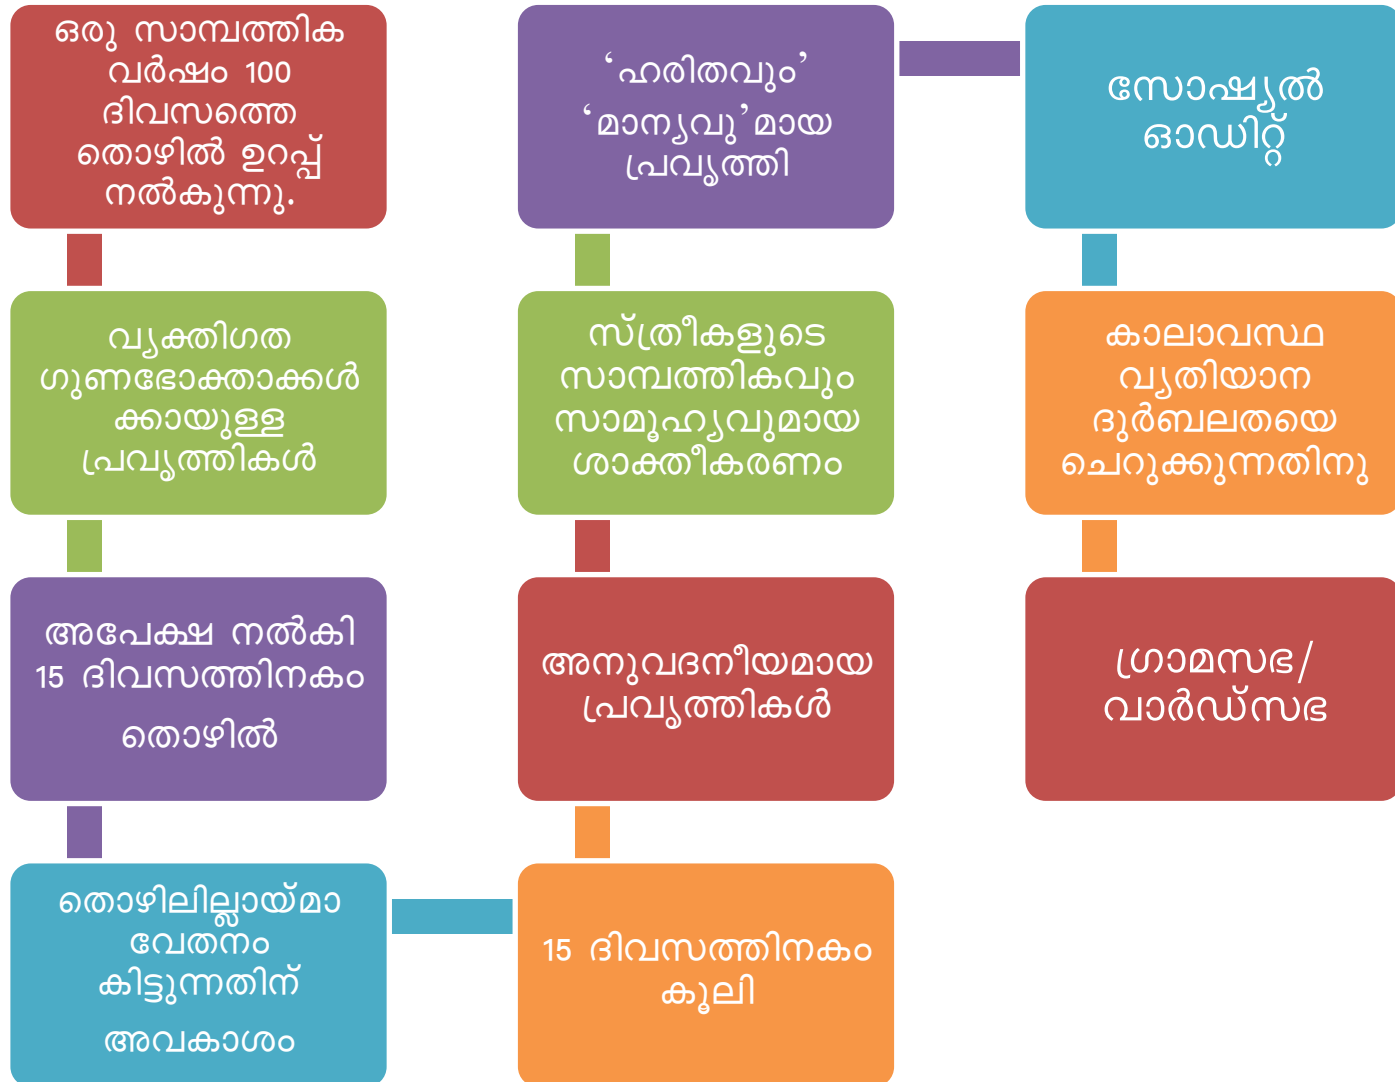 ഒരു സാമ്പത്തിക
വർഷം 100
ദിവസത്തെ
തൊഴിൽ ഉറപ്പ്
നൽകുന്നു.
വ്യക്തിഗത
ഗുണഭോക്താക്കൾ
ക്കായുള്ള
പ്രവൃത്തികൾ
അപേക്ഷ നൽകി
15 ദിവസത്തിനകം
തൊഴിൽ
തൊഴിലില്ലായ്മാ
വേതനം
കിട്ടുന്നതിന്
അവകാശം
15 ദിവസത്തിനകം
കൂലി
അനുവദനീയമായ
പ്രവൃത്തികൾ
സ്ത്രീകളുടെ
സാമ്പത്തികവും
സാമൂഹ്യവുമായ
ശാക്തീകരണം
‘ഹരിതവും’
‘മാന്യവു’മായ
പ്രവൃത്തി
സോഷ്യൽ
ഓഡിറ്റ്
കാലാവസ്ഥ
വ്യതിയാന
ദുർബലതയെ
ചെറുക്കുന്നതിനു
ഗ്രാമസഭ/
വാർഡ്സഭ